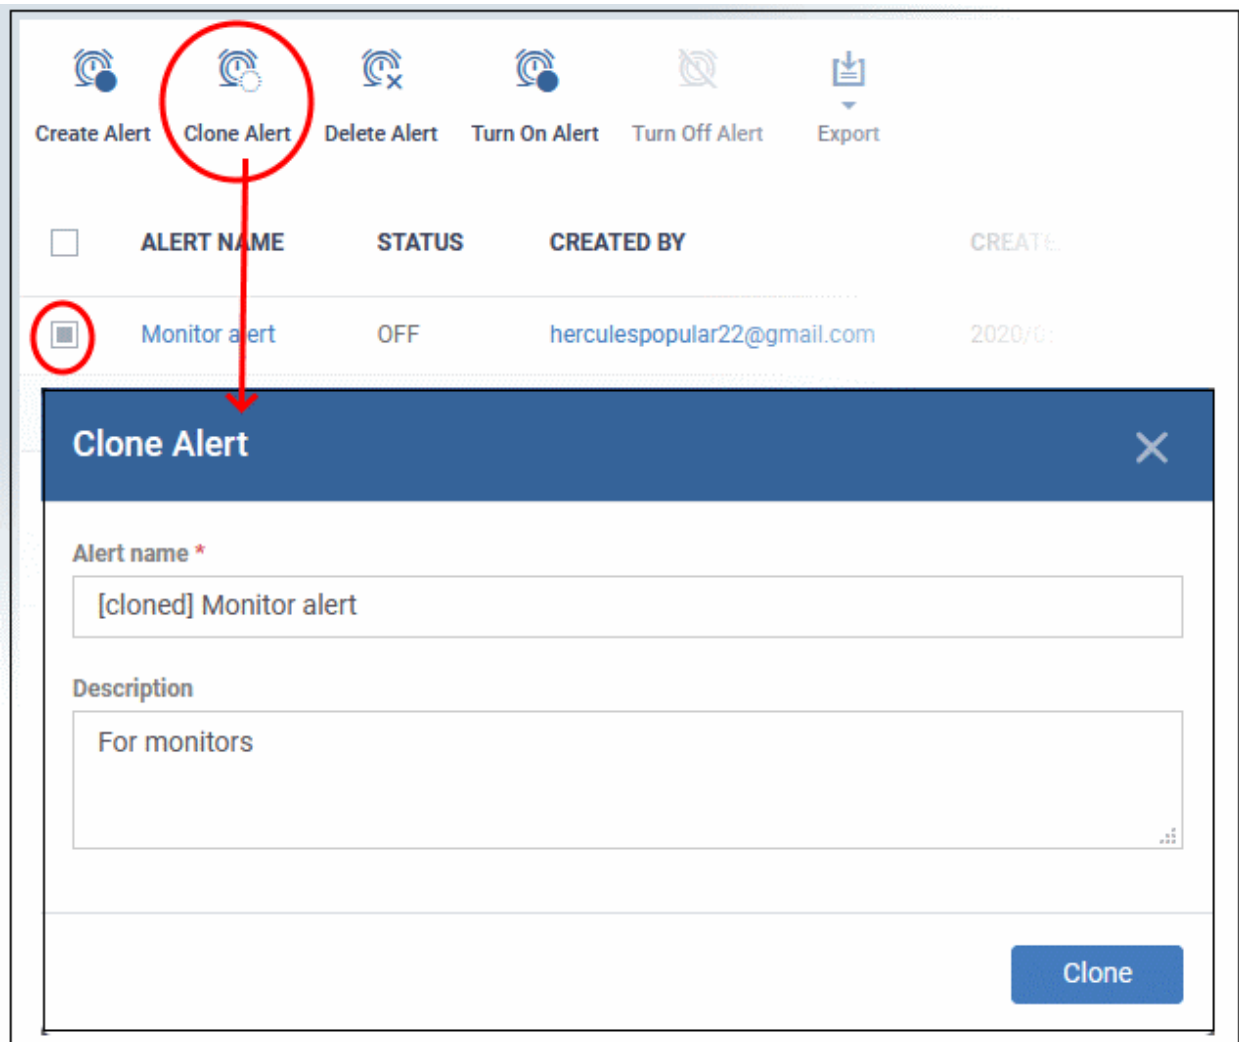 Create Alert Clone Alert Delete Alert Turn On Alert Turn Off Alert Export
ALERT NAME STATUS CREATED BY
Monitor alert OFF herculespopular22@gmail.com
Clone Alert
Alert name *
[cloned] Monitor alert
Description
For monitors
Clone